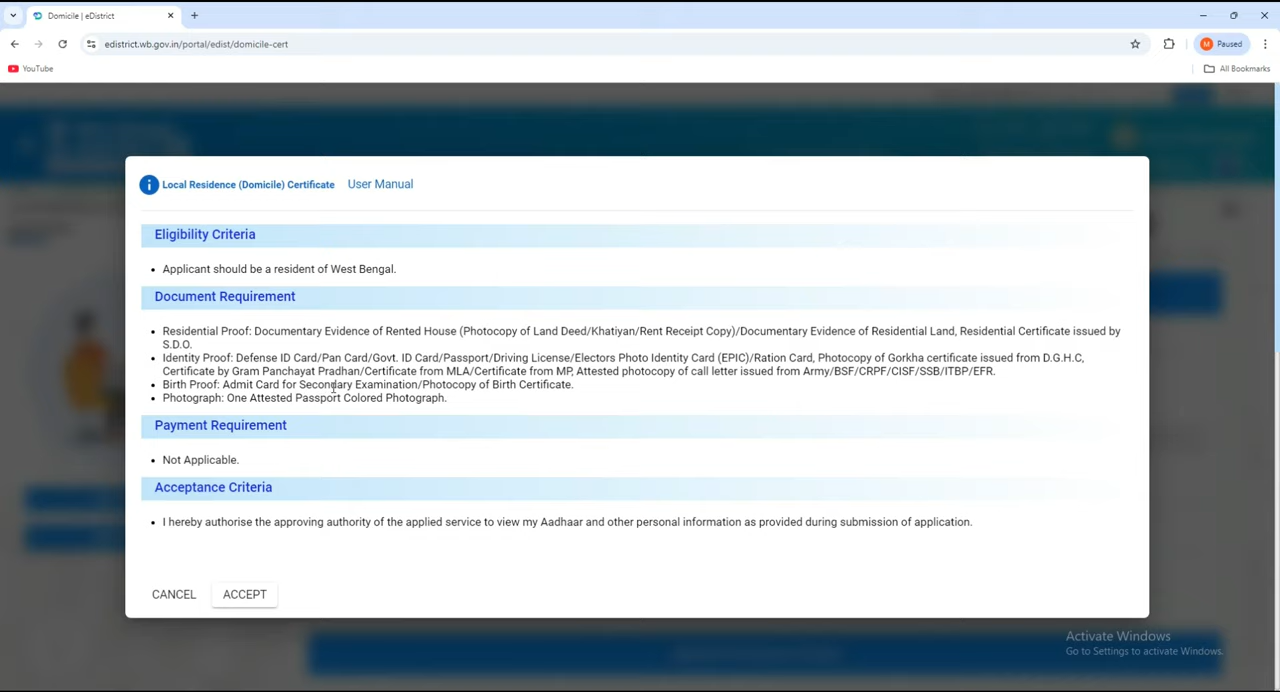 Domicile | eDistrict
edistrict.wb.gov.in/portal/edist/domicile-cert
M Paused
YouTube
All Bookmarks
Local Residence (Domicile) Certificate User Manual
Eligibility Criteria
• Applicant should be a resident of West Bengal.
Document Requirement
• Residential Proof: Documentary Evidence of Rented House (Photocopy of Land Deed/Khatiyan/Rent Receipt Copy)/Documentary Evidence of Residential Land, Residential Certificate issued by
S.D.O.
• Identity Proof: Defense ID Card/Pan Card/Govt. ID Card/Passport/Driving License/Electors Photo Identity Card (EPIC)/Ration Card, Photocopy of Gorkha certificate issued from D.G.H.C,
Certificate by Gram Panchayat Pradhan/Certificate from MLA/Certificate from MP, Attested photocopy of call letter issued from Army/BSF/CRPF/CISF/SSB/ITBP/EFR.
• Birth Proof: Admit Card for Secondary Examination/Photocopy of Birth Certificate.
• Photograph: One Attested Passport Colored Photograph.
Payment Requirement
• Not Applicable.
Acceptance Criteria
• I hereby authorise the approving authority of the applied service to view my Aadhaar and other personal information as provided during submission of application.
CANCEL ACCEPT
Activate Windows
Go to Settings to activate Windows.